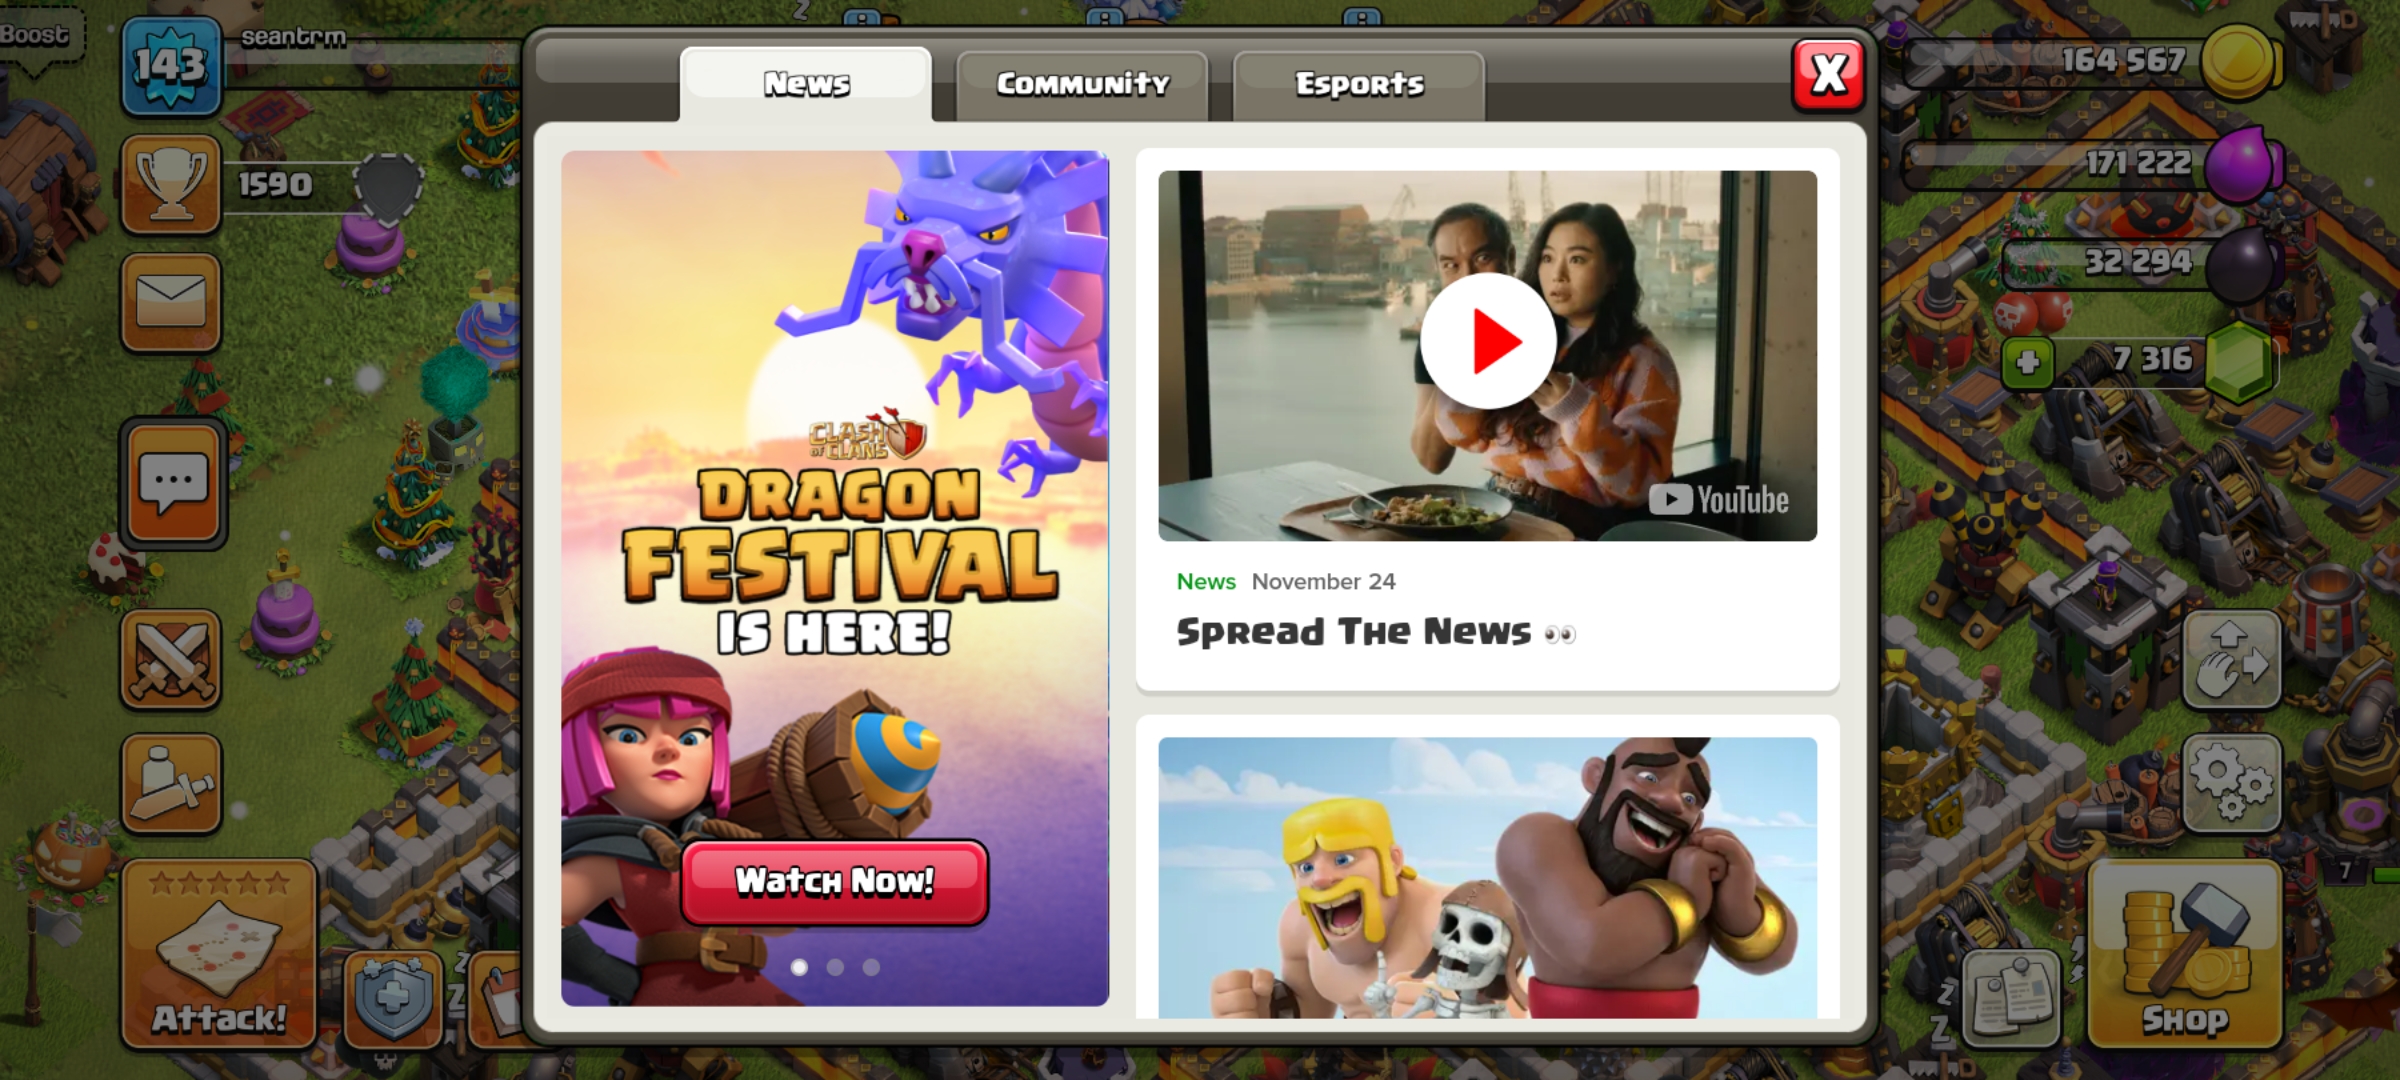 Boost
143
seantrm
1590
News
Community
Esports
X
164 567
171 222
32 294
7 316
CLASH
OF CLANS
DRAGON
FESTIVAL
IS HERE!
Watch Now!
YouTube
News November 24
Spread The News 👀
Attack!
7
Shop
Z
Z
Z
Z
Z